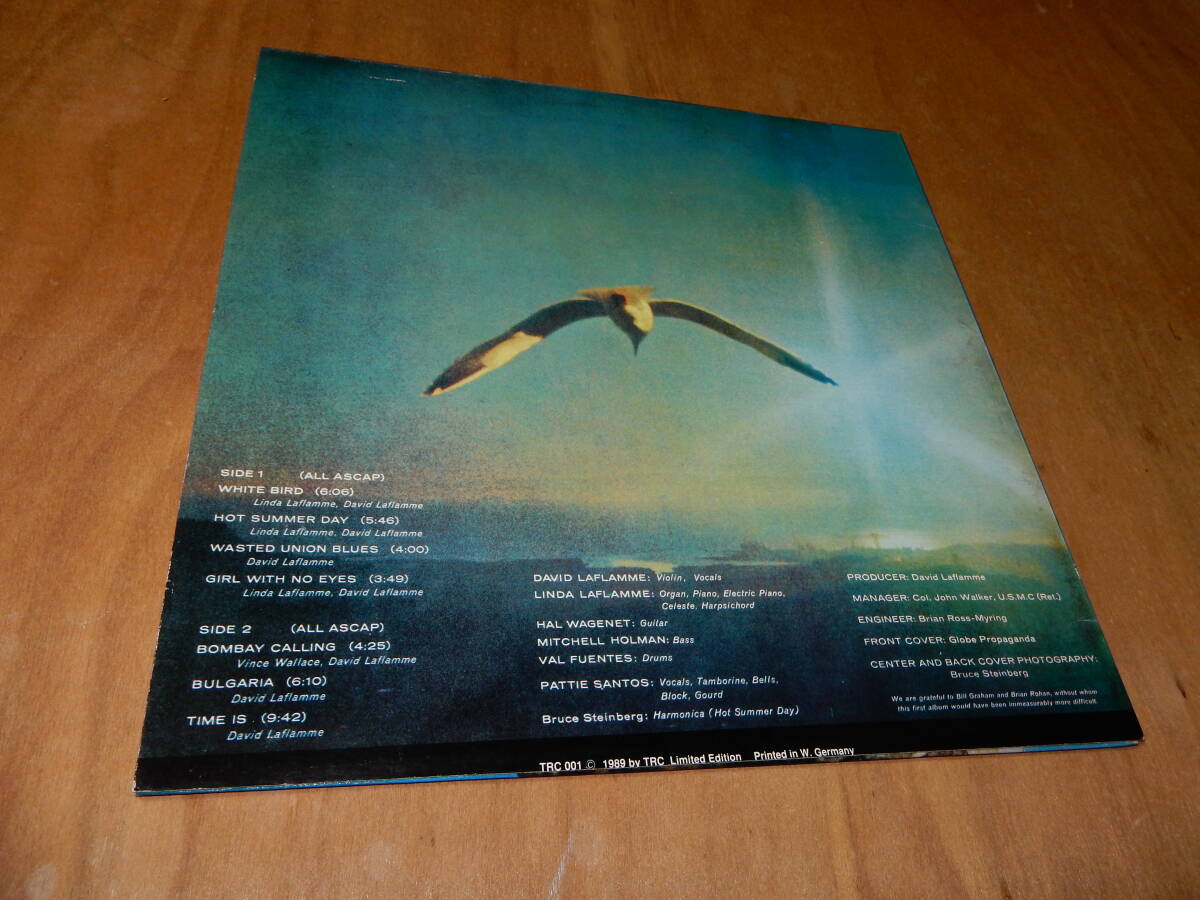 SIDE 1 (ALL ASCAP)
WHITE BIRD (6:06)
Linda Laflamme, David Laflamme
HOT SUMMER DAY (5:46)
Linda Laflamme, David Laflamme
WASTED UNION BLUES (4:00)
David Laflamme
GIRL WITH NO EYES (3:49)
Linda Laflamme, David Laflamme
SIDE 2 (ALL ASCAP)
BOMBAY CALLING (4:25)
Vince Wallace, David Laflamme
BULGARIA (6:10)
David Laflamme
TIME IS (9:42)
David Laflamme
DAVID LAFLAMME: Violin, Vocals
LINDA LAFLAMME: Organ, Piano, Electric Piano,
Celeste, Harpsichord
HAL WAGENET: Guitar
MITCHELL HOLMAN: Bass
VAL FUENTES: Drums
PATTIE SANTOS: Vocals, Tamborine, Bells,
Block, Gourd
Bruce Steinberg: Harmonica (Hot Summer Day)
PRODUCER: David Laflamme
MANAGER: Col. John Walker, U.S.M.C (Ret.)
ENGINEER: Brian Ross-Myring
FRONT COVER: Globe Propaganda
CENTER AND BACK COVER PHOTOGRAPHY:
Bruce Steinberg
We are grateful to Bill Graham and Brian Rohan, without whom
this first album would have been immeasurably more difficult.
TRC 001 © 1989 by TRC Limited Edition Printed in W. Germany